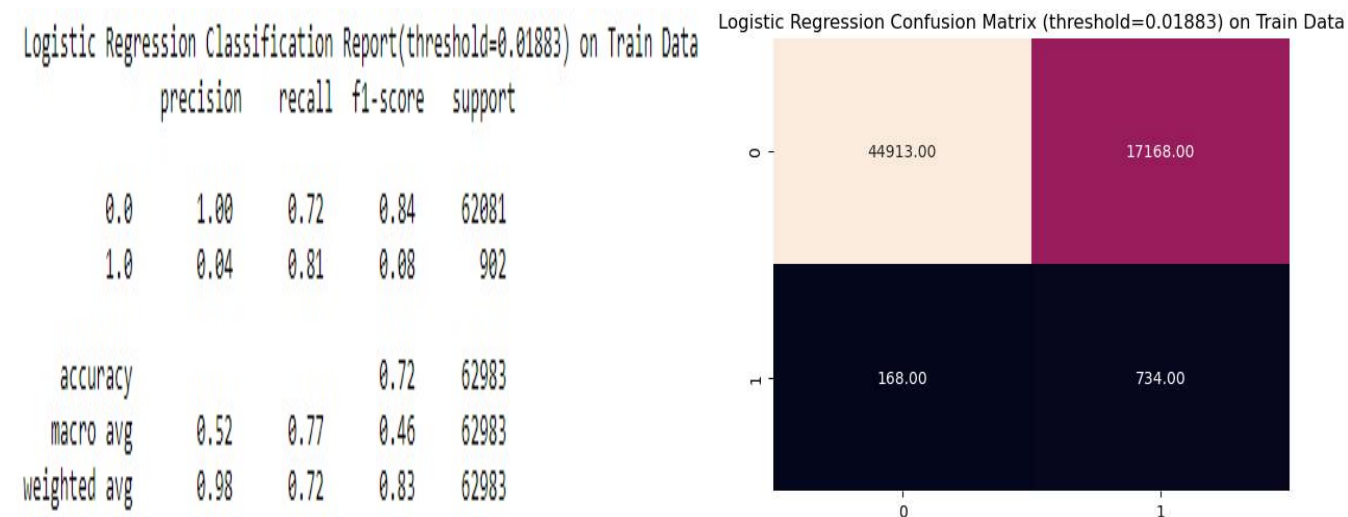 Logistic Regression Classification Report(threshold=0.01883) on Train Data
precision recall f1-score support
0.0 1.00 0.72 0.84 62081
1.0 0.04 0.81 0.08 902
accuracy 0.72 62983
macro avg 0.52 0.77 0.46 62983
weighted avg 0.98 0.72 0.83 62983
Logistic Regression Confusion Matrix (threshold=0.01883) on Train Data
0 44913.00 17168.00
1 168.00 734.00
0 1